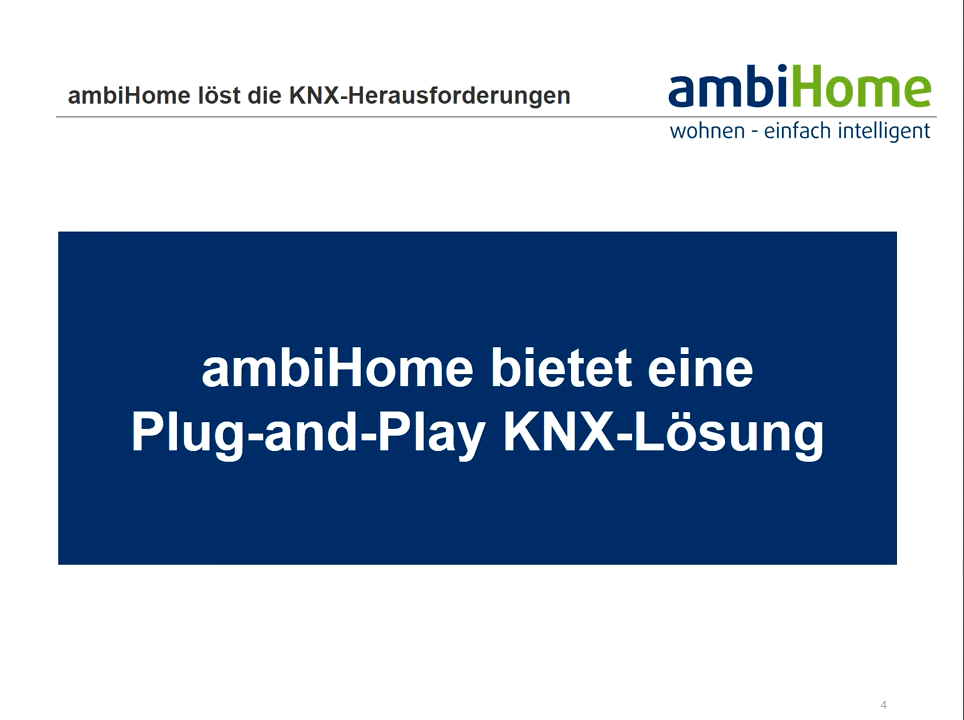 ambiHome löst die KNX-Herausforderungen
ambiHome
wohnen - einfach intelligent
ambiHome bietet eine
Plug-and-Play KNX-Lösung
4